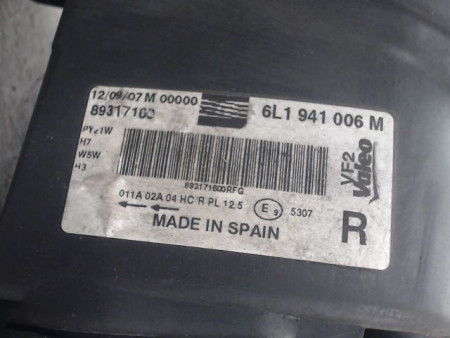 12/09/07 M 00000
89317160
6L1 941 006 M
PY21W
H7
W5W
H3
893171600RFG
VF2
Valeo
011A 02A 04 HC/R PL 12.5
E9
5307
MADE IN SPAIN
R